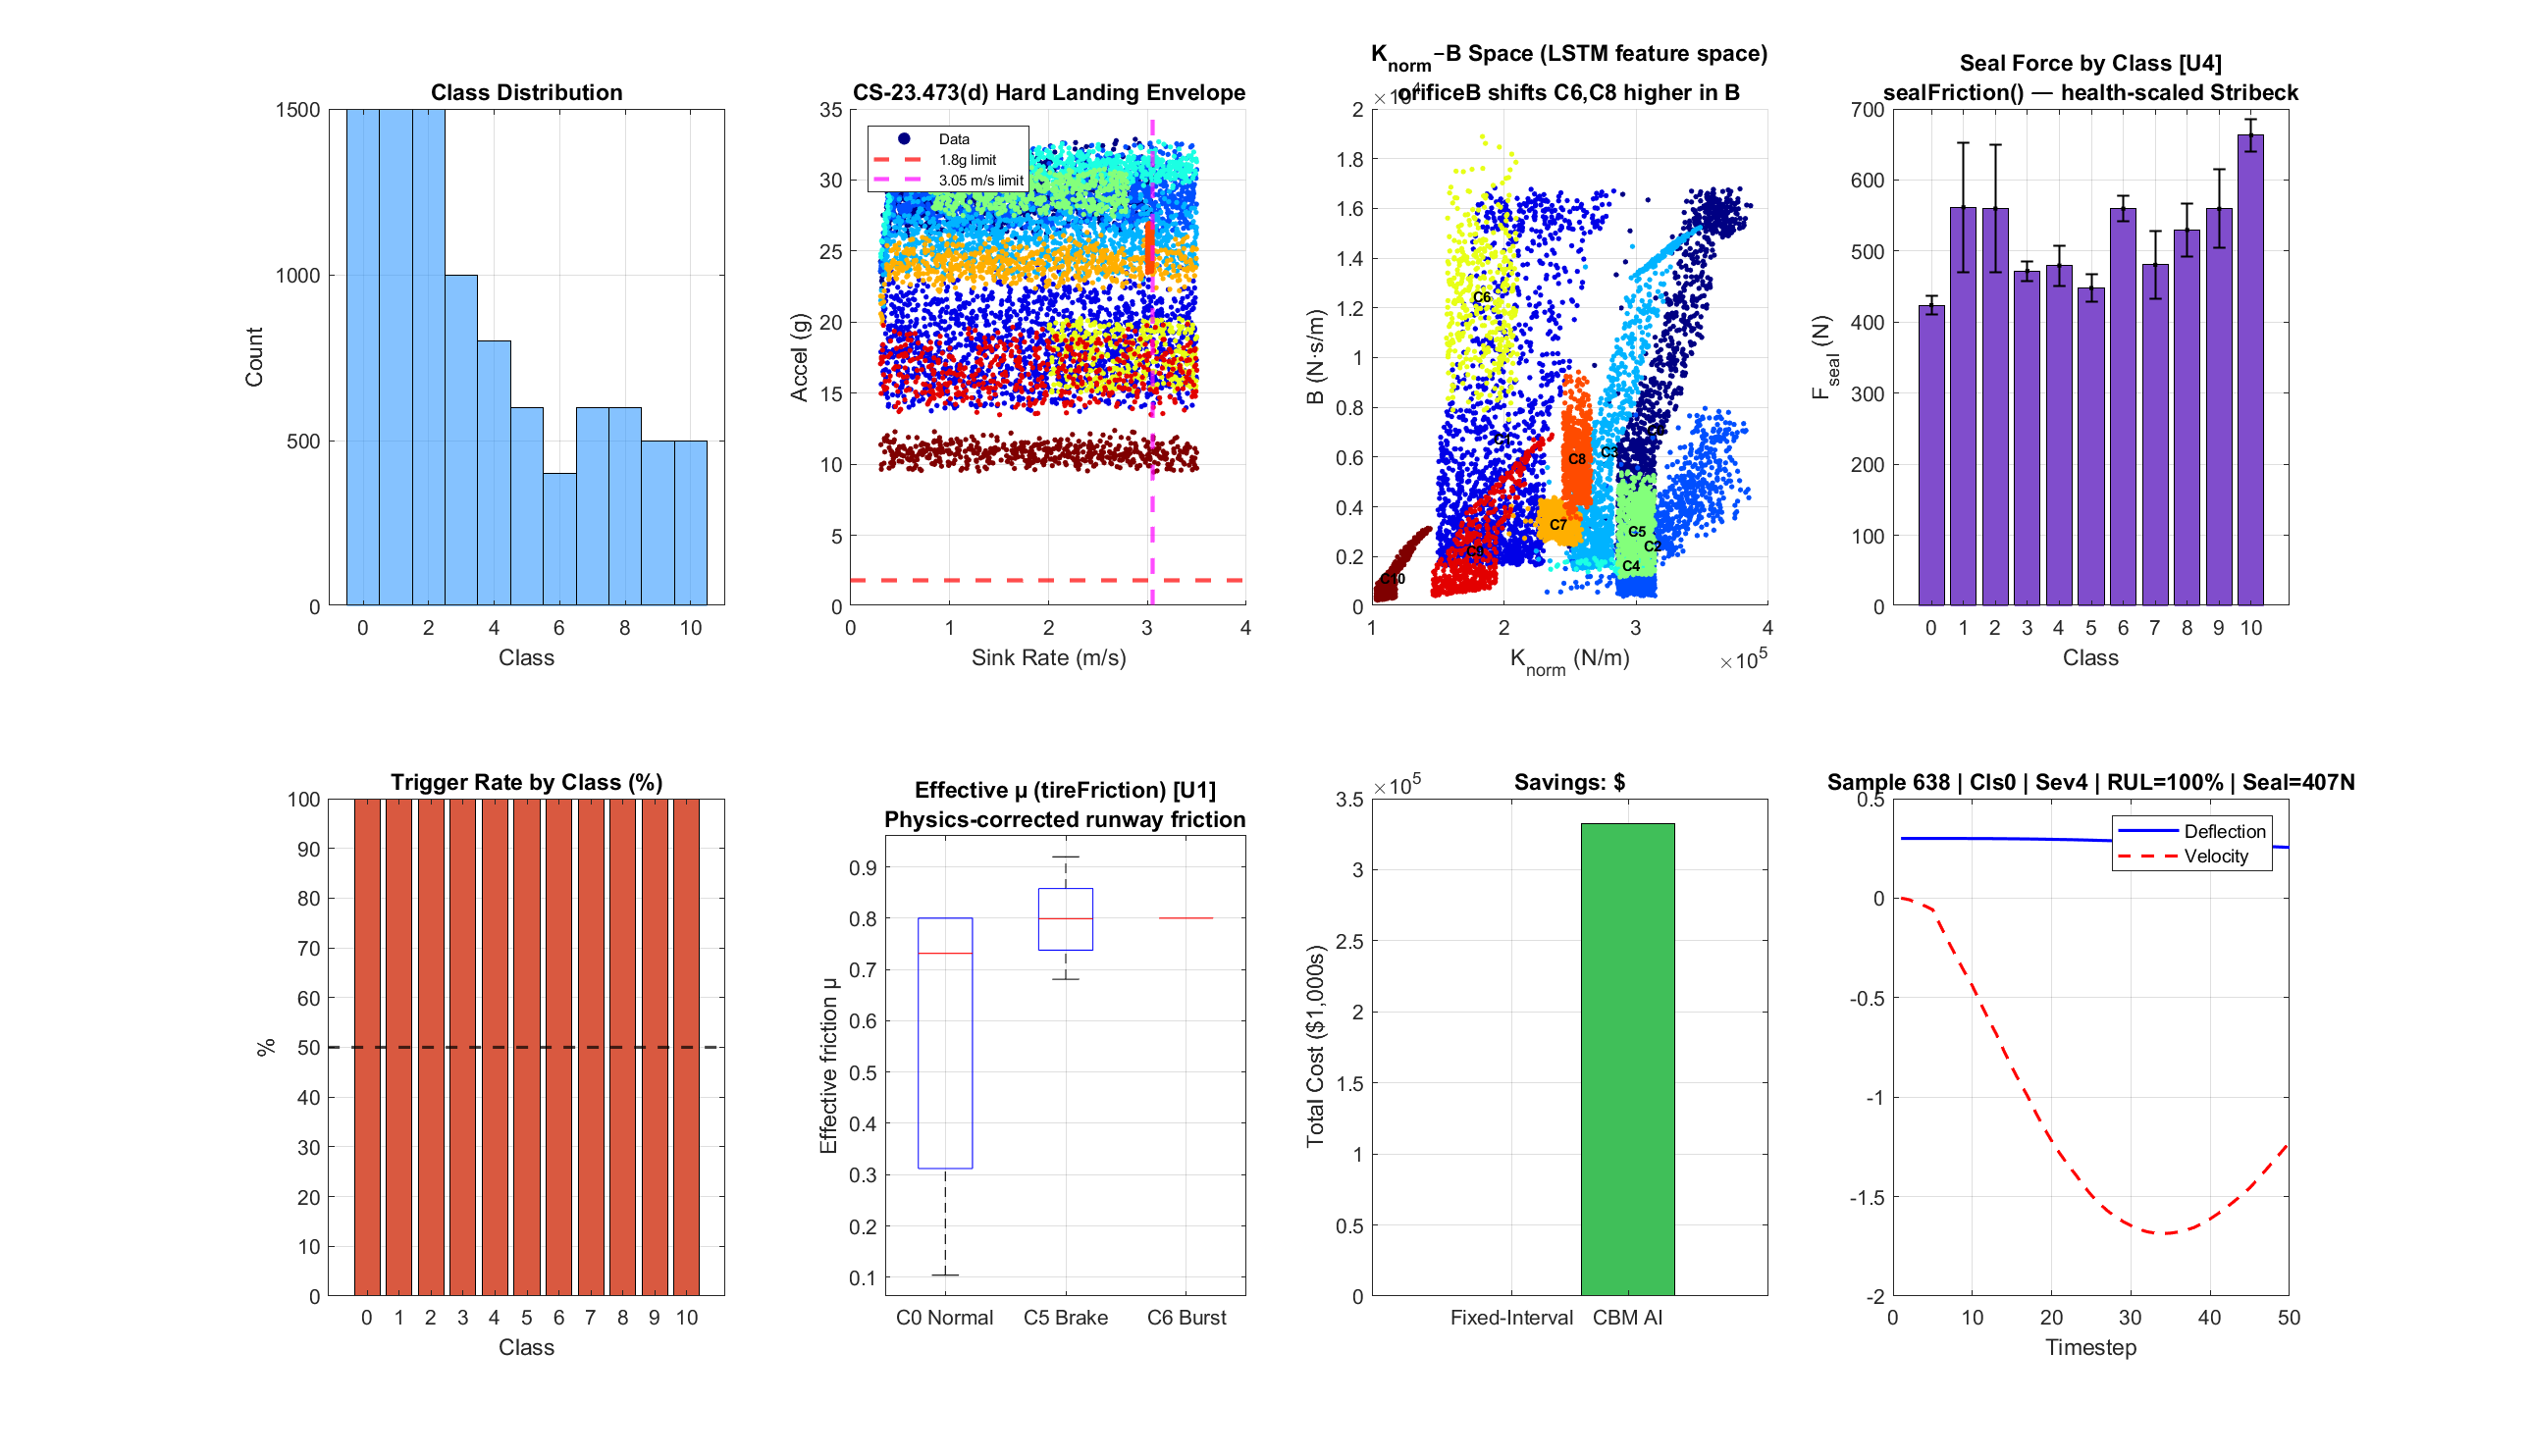 Class Distribution
1500
1000
500
0
0 2 4 6 8 10
Count
Class
CS-23.473(d) Hard Landing Envelope
35
30
25
20
15
10
5
0
0 1 2 3 4
Accel (g)
Sink Rate (m/s)
Data
1.8g limit
3.05 m/s limit
K_norm−B Space (LSTM feature space)
orificeB shifts C6,C8 higher in B
2
1.8
1.6
1.4
1.2
1
0.8
0.6
0.4
0.2
0
1 2 3 4
×10⁵
B (N·s/m)
K_norm (N/m)
C6
C8
C3
C7
C5
C2
C4
C10
Seal Force by Class [U4]
sealFriction() — health-scaled Stribeck
700
600
500
400
300
200
100
0
0 1 2 3 4 5 6 7 8 9 10
F_seal (N)
Class
Trigger Rate by Class (%)
100
90
80
70
60
50
40
30
20
10
0
0 1 2 3 4 5 6 7 8 9 10
%
Class
Effective μ (tireFriction) [U1]
Physics-corrected runway friction
0.9
0.8
0.7
0.6
0.5
0.4
0.3
0.2
0.1
C0 Normal C5 Brake C6 Burst
Effective friction μ
Savings: $
×10⁵
3.5
3
2.5
2
1.5
1
0.5
0
Fixed-Interval CBM AI
Total Cost ($1,000s)
Sample 638 | Cls0 | Sev4 | RUL=100% | Seal=407N
0.5
0
-0.5
-1
-1.5
-2
0 10 20 30 40 50
Timestep
Deflection
Velocity